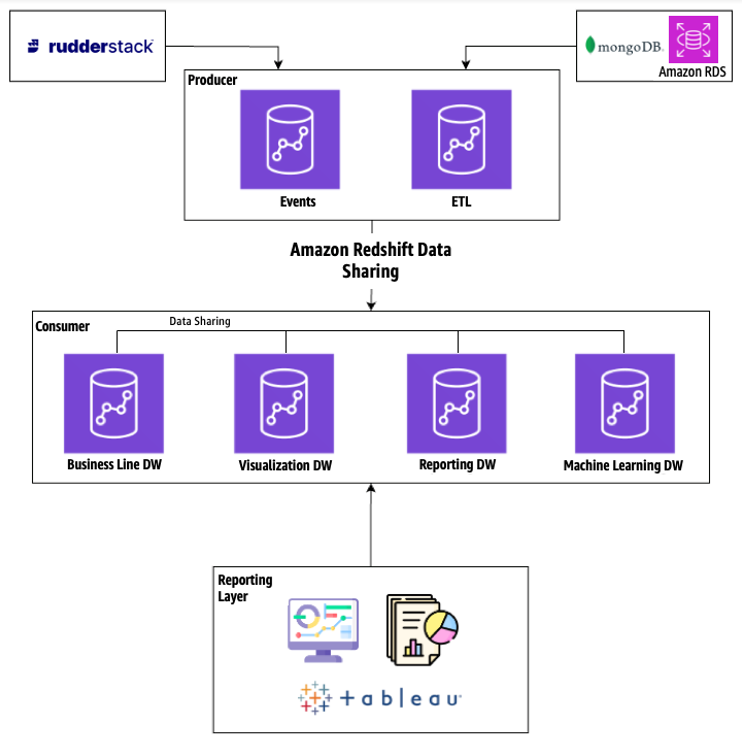 rudderstack
mongoDB.
Amazon RDS
Producer
Events
ETL
Amazon Redshift Data
Sharing
Consumer
Data Sharing
Business Line DW
Visualization DW
Reporting DW
Machine Learning DW
Reporting
Layer
+ a b l e a u